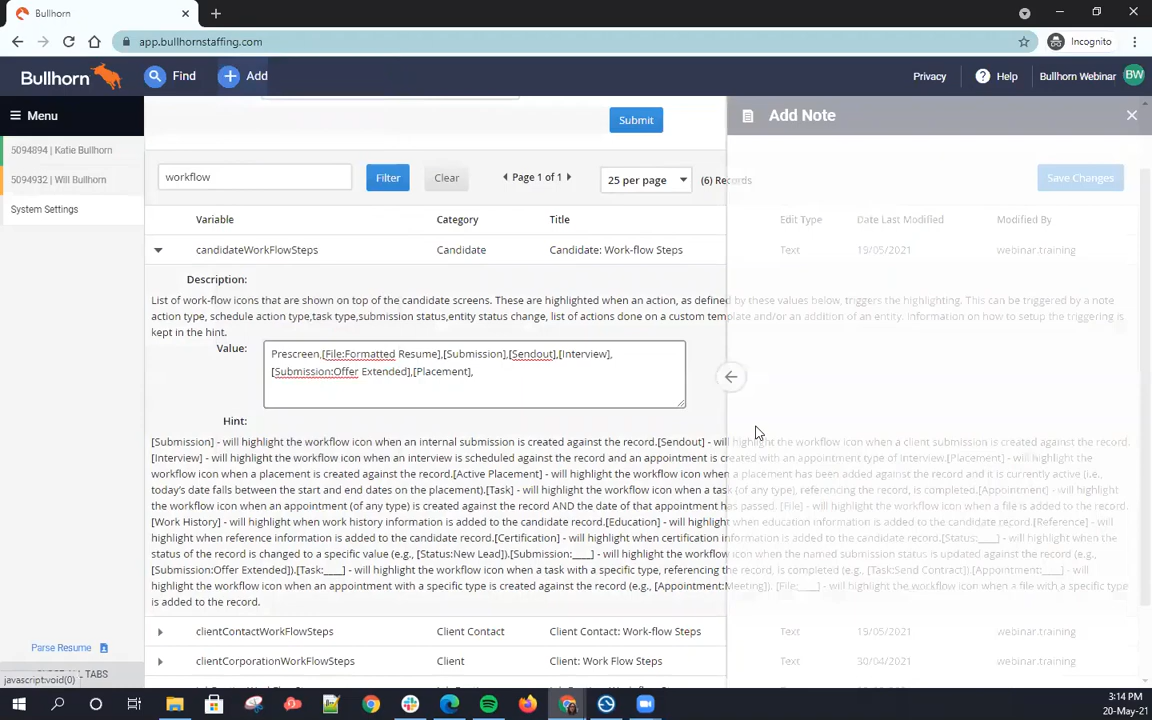 Bullhorn
app.bullhornstaffing.com
Incognito
Bullhorn
Find
Add
Privacy
Help
Bullhorn Webinar
BW
Menu
Add Note
Submit
5094894 | Katie Bullhorn
5094932 | Will Bullhorn
System Settings
workflow
Filter
Clear
Page 1 of 1
25 per page
(6) Records
Save Changes
Variable
Category
Title
Edit Type
Date Last Modified
Modified By
candidateWorkFlowSteps
Candidate
Candidate: Work-flow Steps
Text
19/05/2021
webinar.training
Description:
List of work-flow icons that are shown on top of the candidate screens. These are highlighted when an action, as defined by these values below, triggers the highlighting. This can be triggered by a note
action type, schedule action type,task type,submission status,entity status change, list of actions done on a custom template and/or an addition of an entity. Information on how to setup the triggering is
kept in the hint.
Value:
Prescreen,[File:Formatted Resume],[Submission],[Sendout],[Interview],
[Submission:Offer Extended],[Placement],
Hint:
[Submission] - will highlight the workflow icon when an internal submission is created against the record.[Sendout] - will highlight the workflow icon when a client submission is created against the record.
[Interview] - will highlight the workflow icon when an interview is scheduled against the record and an appointment is created with an appointment type of Interview.[Placement] - will highlight the
workflow icon when a placement is created against the record.[Active Placement] - will highlight the workflow icon when a placement has been added against the record and it is currently active (i.e.,
today's date falls between the start and end dates on the placement).[Task] - will highlight the workflow icon when a task (of any type), referencing the record, is completed.[Appointment] - will highlight the
workflow icon when an appointment (of any type) is created against the record AND the date of that appointment has passed. [File] - will highlight the workflow icon when a file is added to the record.
[Work History] - will highlight when work history information is added to the candidate record.[Education] - will highlight the workflow icon when education information is added to the candidate record.[Reference] - will
highlight when reference information is added to the candidate record.[Certification] - will highlight when certification information is added to the candidate record.[Status:____] - will highlight the workflow icon when the
status of the record is changed to a specific value (e.g., [Status:New Lead]).[Submission:____] - will highlight the workflow icon when the named submission status is updated against the record (e.g.,
[Submission:Offer Extended]).[Task:____] - will highlight the workflow icon when a task with a specific type, referencing the record, is completed (e.g., [Task:Send Contract]).[Appointment:____] - will
highlight the workflow icon when an appointment with a specific type is created against the record (e.g., [Appointment:Meeting]). [File:____] - will highlight the workflow icon when a file with a specific type
is added to the record.
clientContactWorkFlowSteps
Client Contact
Client Contact: Work-flow Steps
Text
19/05/2021
webinar.training
Parse Resume
clientCorporationWorkFlowSteps
Client
Client: Work Flow Steps
Text
30/04/2021
webinar.training
L TABS
javascript:void(0)
3:14 PM
20-May-21